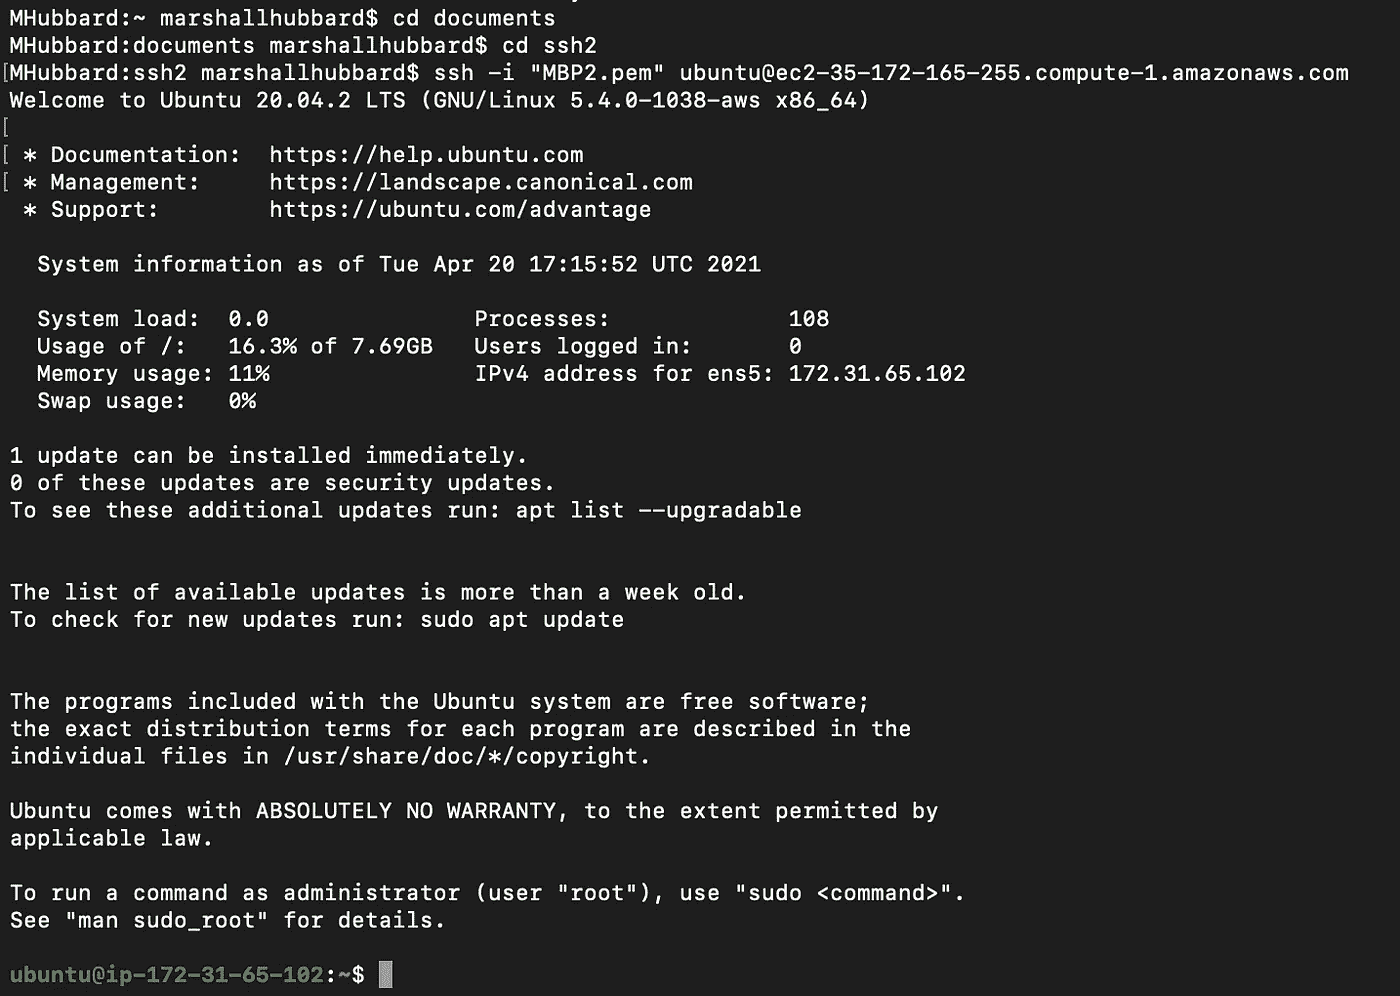 MHubbard:~ marshallhubbard$ cd documents
MHubbard:documents marshallhubbard$ cd ssh2
[MHubbard:ssh2 marshallhubbard$ ssh -i "MBP2.pem" ubuntu@ec2-35-172-165-255.compute-1.amazonaws.com
Welcome to Ubuntu 20.04.2 LTS (GNU/Linux 5.4.0-1038-aws x86_64)
[
[ * Documentation:  https://help.ubuntu.com
[ * Management:     https://landscape.canonical.com
 * Support:        https://ubuntu.com/advantage

  System information as of Tue Apr 20 17:15:52 UTC 2021

  System load:  0.0               Processes:             108
  Usage of /:   16.3% of 7.69GB   Users logged in:       0
  Memory usage: 11%               IPv4 address for ens5: 172.31.65.102
  Swap usage:   0%

1 update can be installed immediately.
0 of these updates are security updates.
To see these additional updates run: apt list --upgradable


The list of available updates is more than a week old.
To check for new updates run: sudo apt update


The programs included with the Ubuntu system are free software;
the exact distribution terms for each program are described in the
individual files in /usr/share/doc/*/copyright.

Ubuntu comes with ABSOLUTELY NO WARRANTY, to the extent permitted by
applicable law.

To run a command as administrator (user "root"), use "sudo <command>".
See "man sudo_root" for details.

ubuntu@ip-172-31-65-102:~$